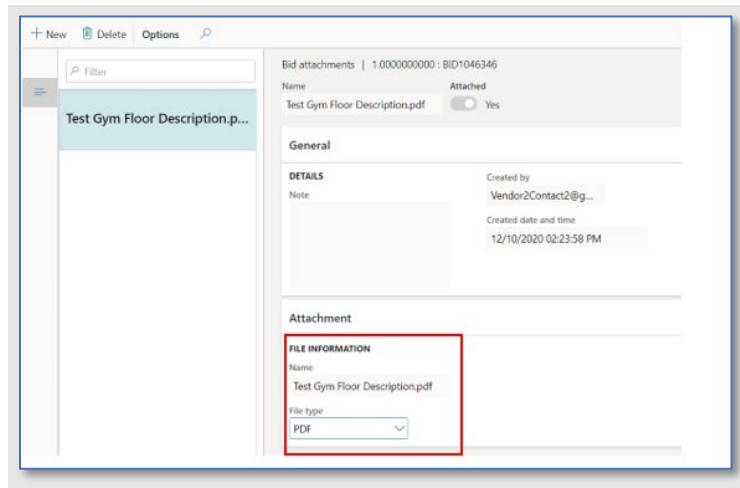 + New Delete Options
Filter
Test Gym Floor Description.p...
Bid attachments | 1.0000000000 : BID1046346
Name
Attached
Test Gym Floor Description.pdf
Yes
General
DETAILS
Note
Created by
Vendor2Contact2@g...
Created date and time
12/10/2020 02:23:58 PM
Attachment
FILE INFORMATION
Name
Test Gym Floor Description.pdf
File type
PDF